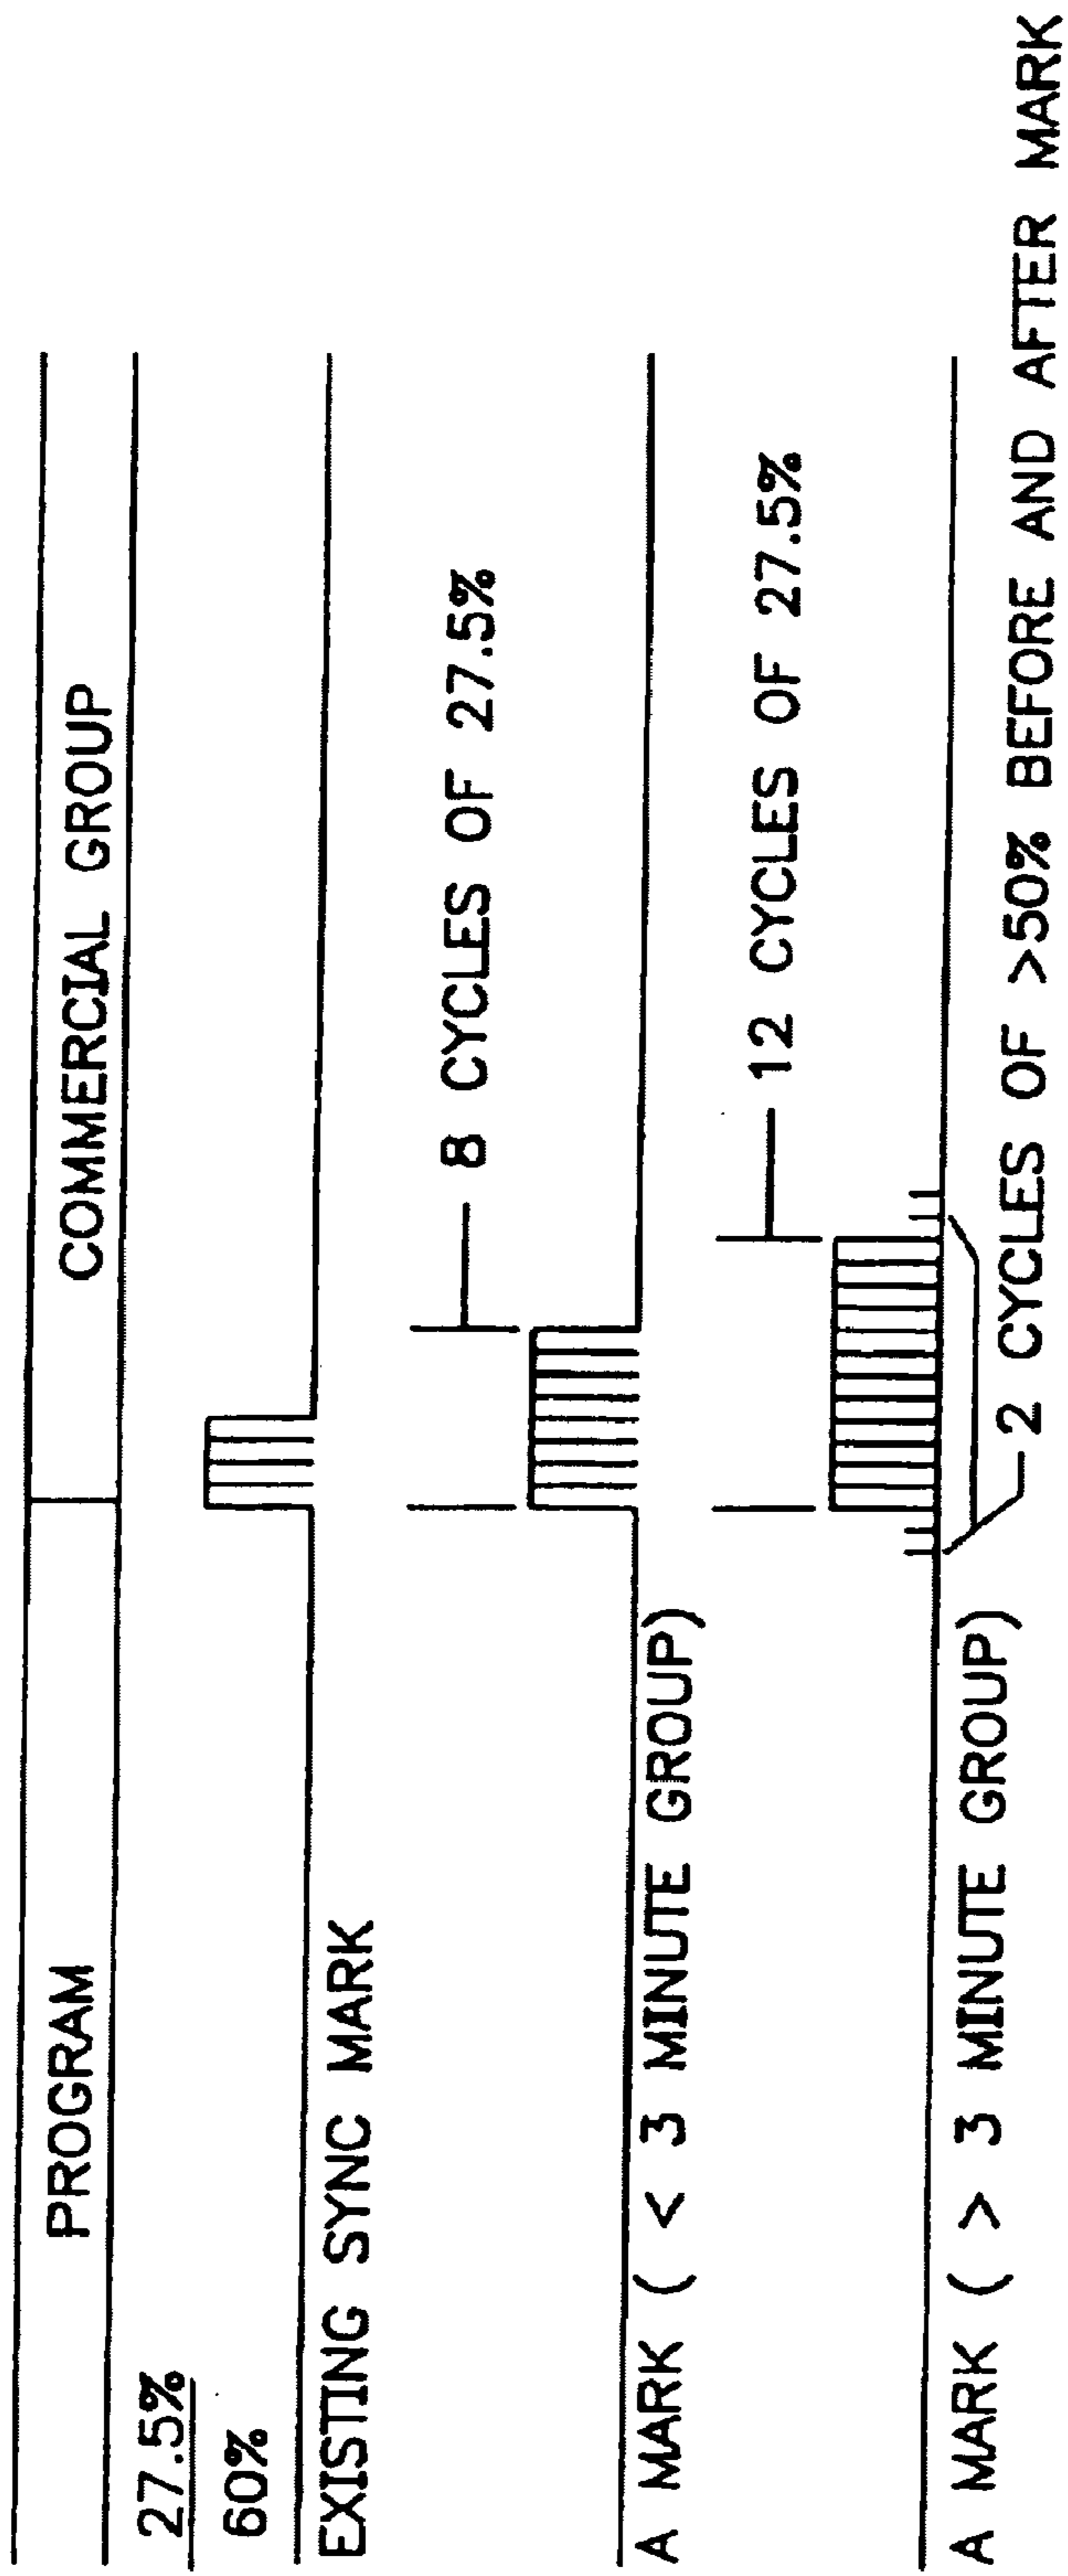 PROGRAM
COMMERCIAL GROUP
27.5%
60%
EXISTING SYNC MARK
8 CYCLES OF 27.5%
A MARK ( < 3 MINUTE GROUP)
12 CYCLES OF 27.5%
A MARK ( > 3 MINUTE GROUP)
2 CYCLES OF >50% BEFORE AND AFTER MARK